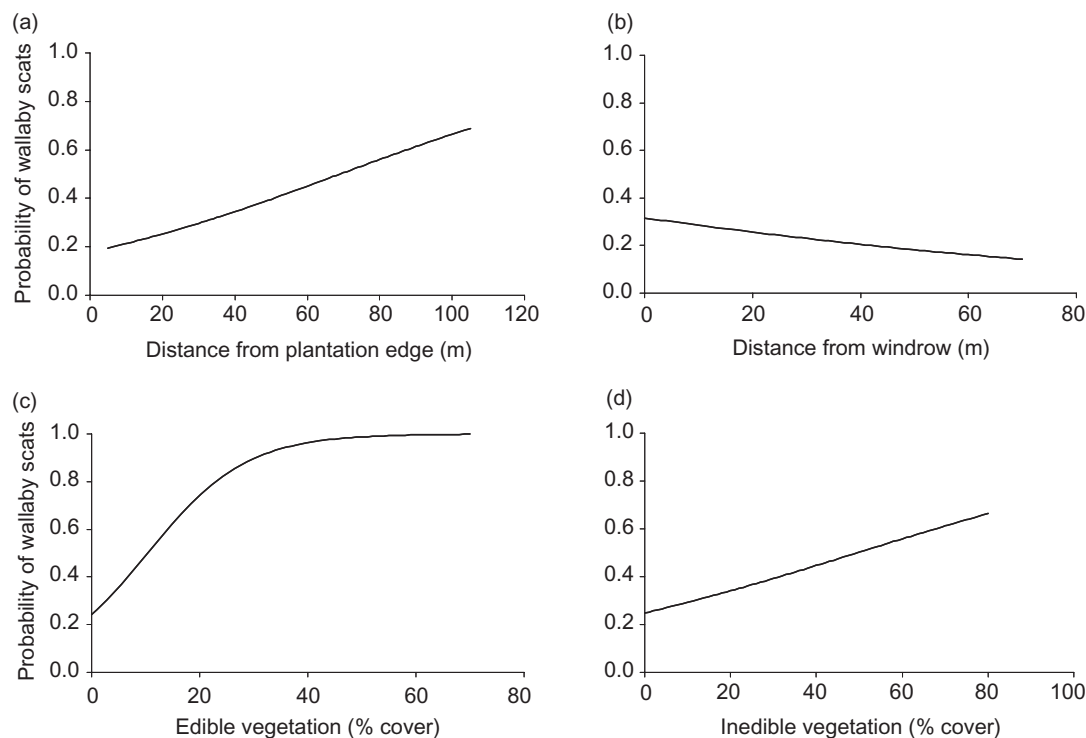 (a)
Probability of wallaby scats
1.0
0.8
0.6
0.4
0.2
0.0
0 20 40 60 80 100 120
Distance from plantation edge (m)
(b)
1.0
0.8
0.6
0.4
0.2
0.0
0 20 40 60 80
Distance from windrow (m)
(c)
Probability of wallaby scats
1.0
0.8
0.6
0.4
0.2
0.0
0 20 40 60 80
Edible vegetation (% cover)
(d)
1.0
0.8
0.6
0.4
0.2
0.0
0 20 40 60 80 100
Inedible vegetation (% cover)